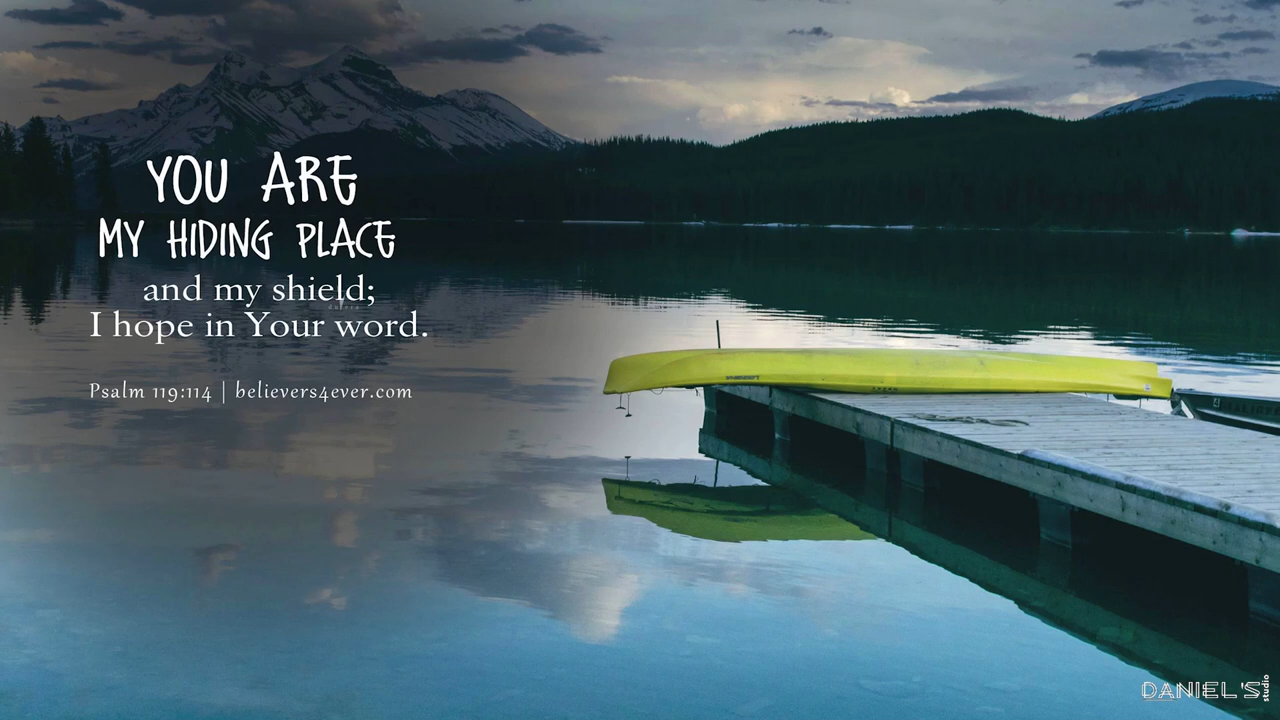 YOU ARE
MY HIDING PLACE
and my shield;
I hope in Your word.
Psalm 119:114 | believers4ever.com
DANIEL'S studio